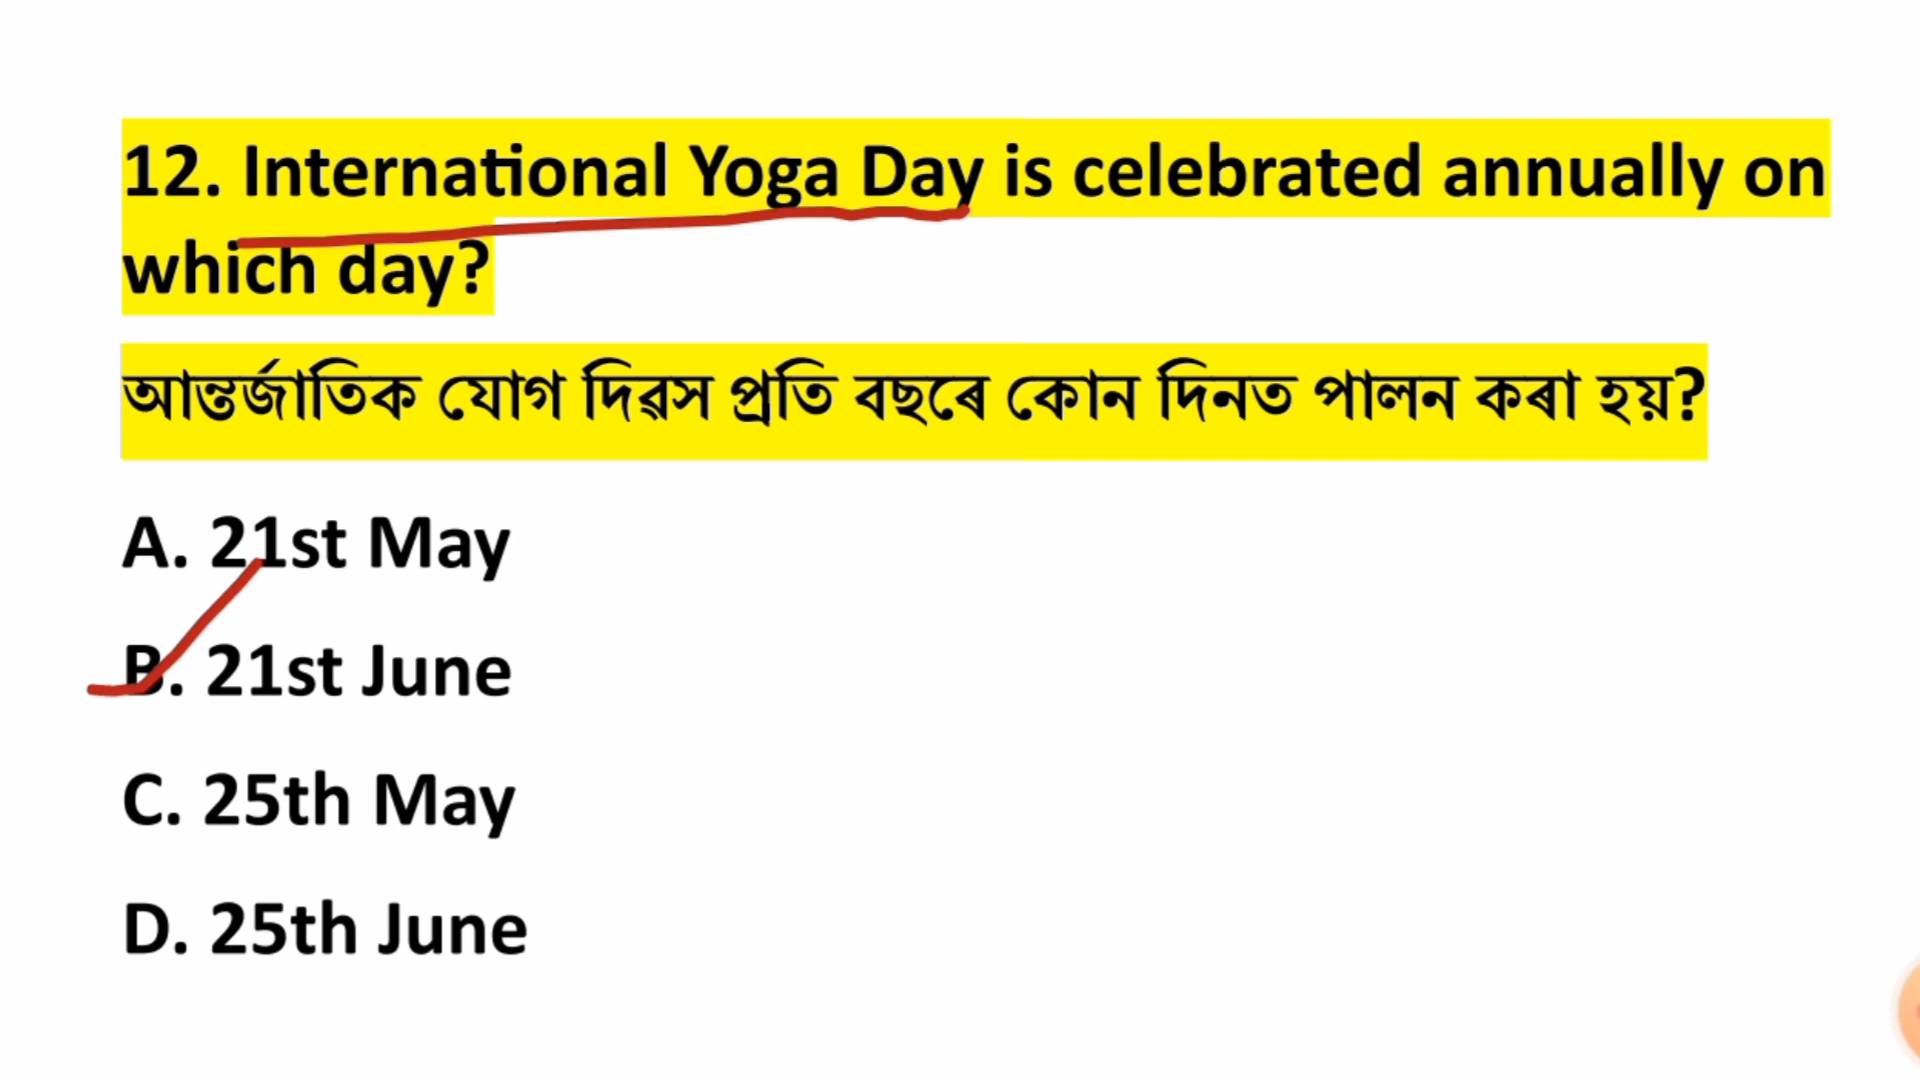 12. International Yoga Day is celebrated annually on
which day?
আন্তৰ্জাতিক যোগ দিৱস প্ৰতি বছৰে কোন দিনত পালন কৰা হয়?
A. 21st May
B. 21st June
C. 25th May
D. 25th June